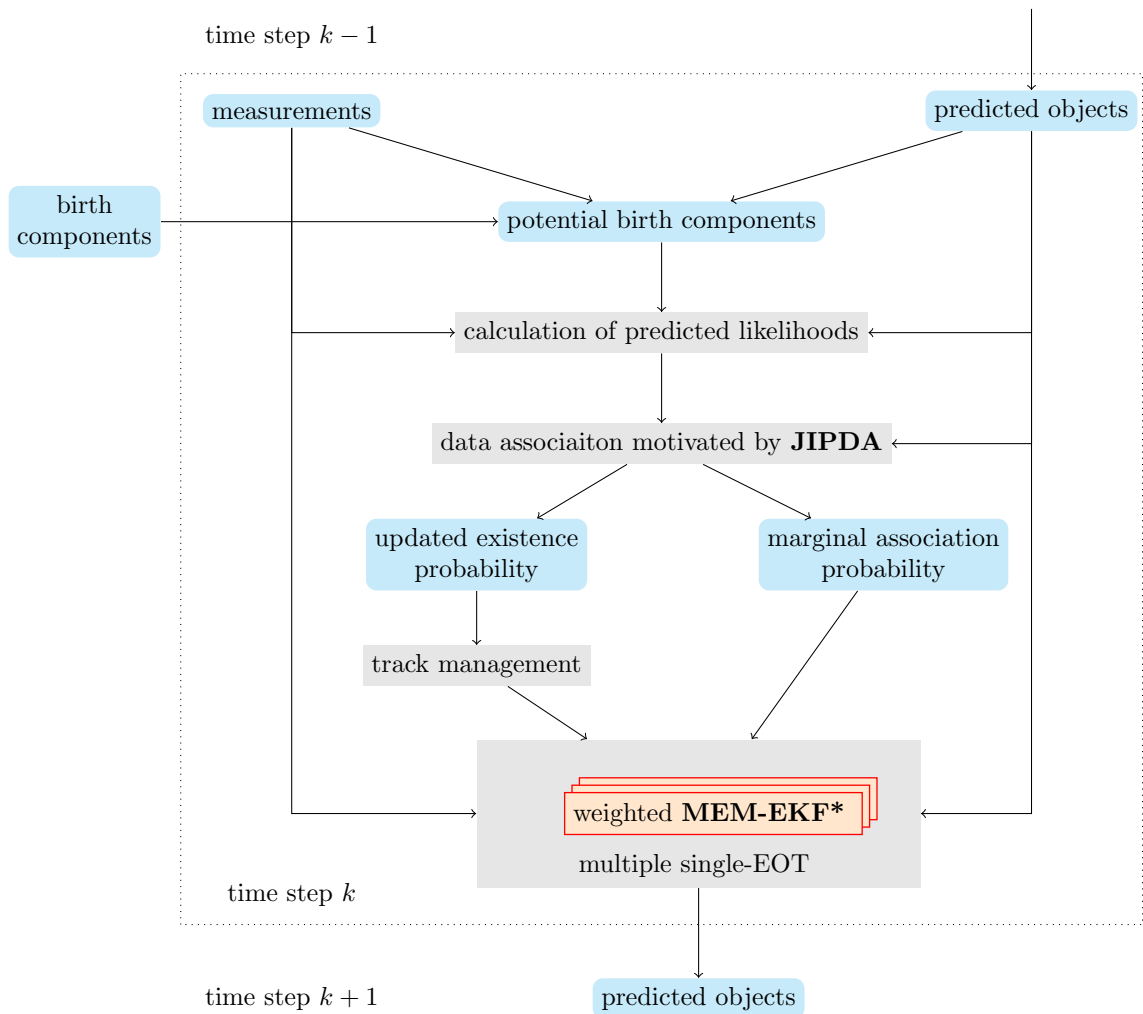 time step k − 1
measurements
predicted objects
birth
components
potential birth components
calculation of predicted likelihoods
data associaiton motivated by JIPDA
updated existence
probability
marginal association
probability
track management
weighted MEM-EKF*
multiple single-EOT
time step k
time step k + 1
predicted objects